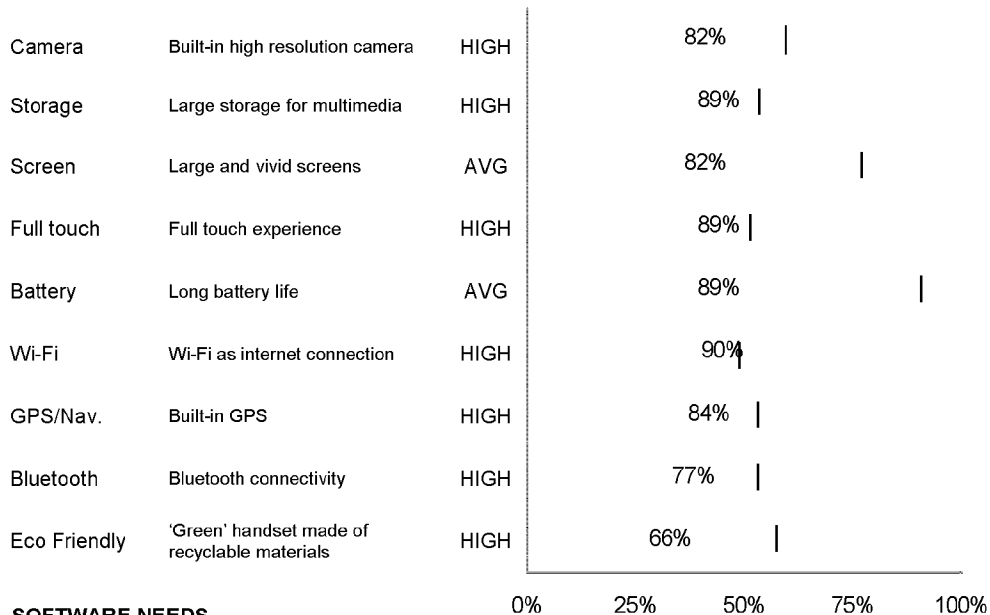 Camera Built-in high resolution camera HIGH 82%
Storage Large storage for multimedia HIGH 89%
Screen Large and vivid screens AVG 82%
Full touch Full touch experience HIGH 89%
Battery Long battery life AVG 89%
Wi-Fi Wi-Fi as internet connection HIGH 90%
GPS/Nav. Built-in GPS HIGH 84%
Bluetooth Bluetooth connectivity HIGH 77%
Eco Friendly ‘Green’ handset made of
recyclable materials HIGH 66%
0% 25% 50% 75% 100%
SOFTWARE NEEDS